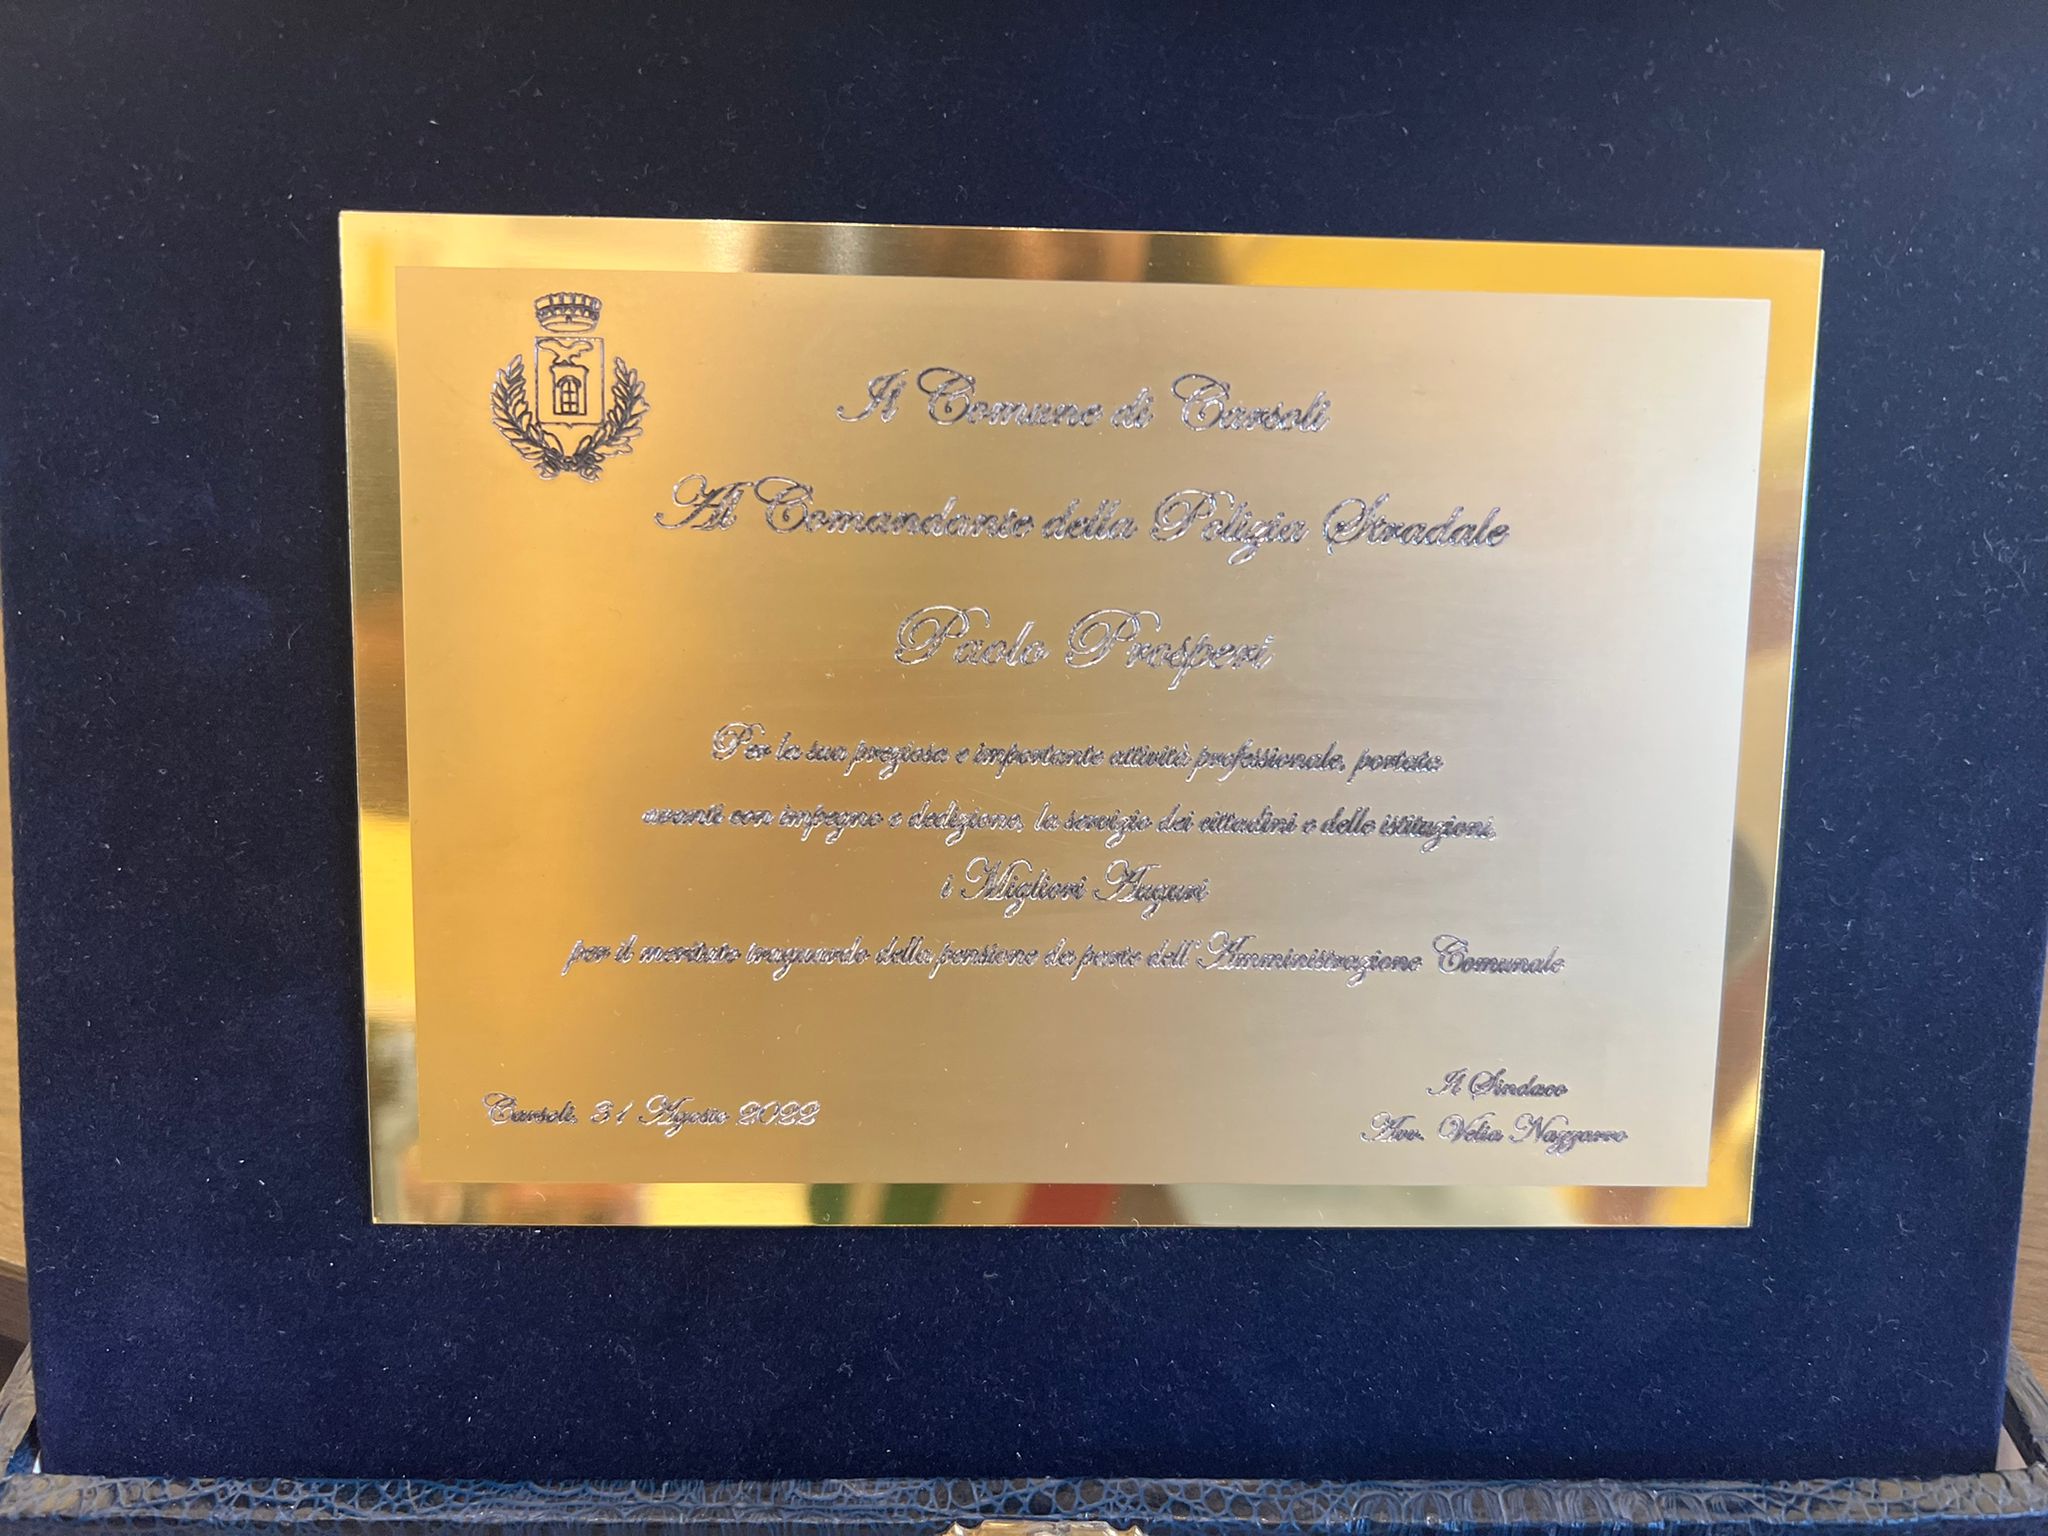 Il Comune di Carsoli
Al Comandante della Polizia Stradale
Paolo Prosperi
Per la sua preziosa e importante attività professionale, portata
avanti con impegno e dedizione, la servizio dei cittadini e delle istituzioni,
i Migliori Auguri
per il meritato traguardo della pensione da parte dell'Amministrazione Comunale
Carsoli, 31 Agosto 2022
Il Sindaco
Avv. Velia Nazzarro